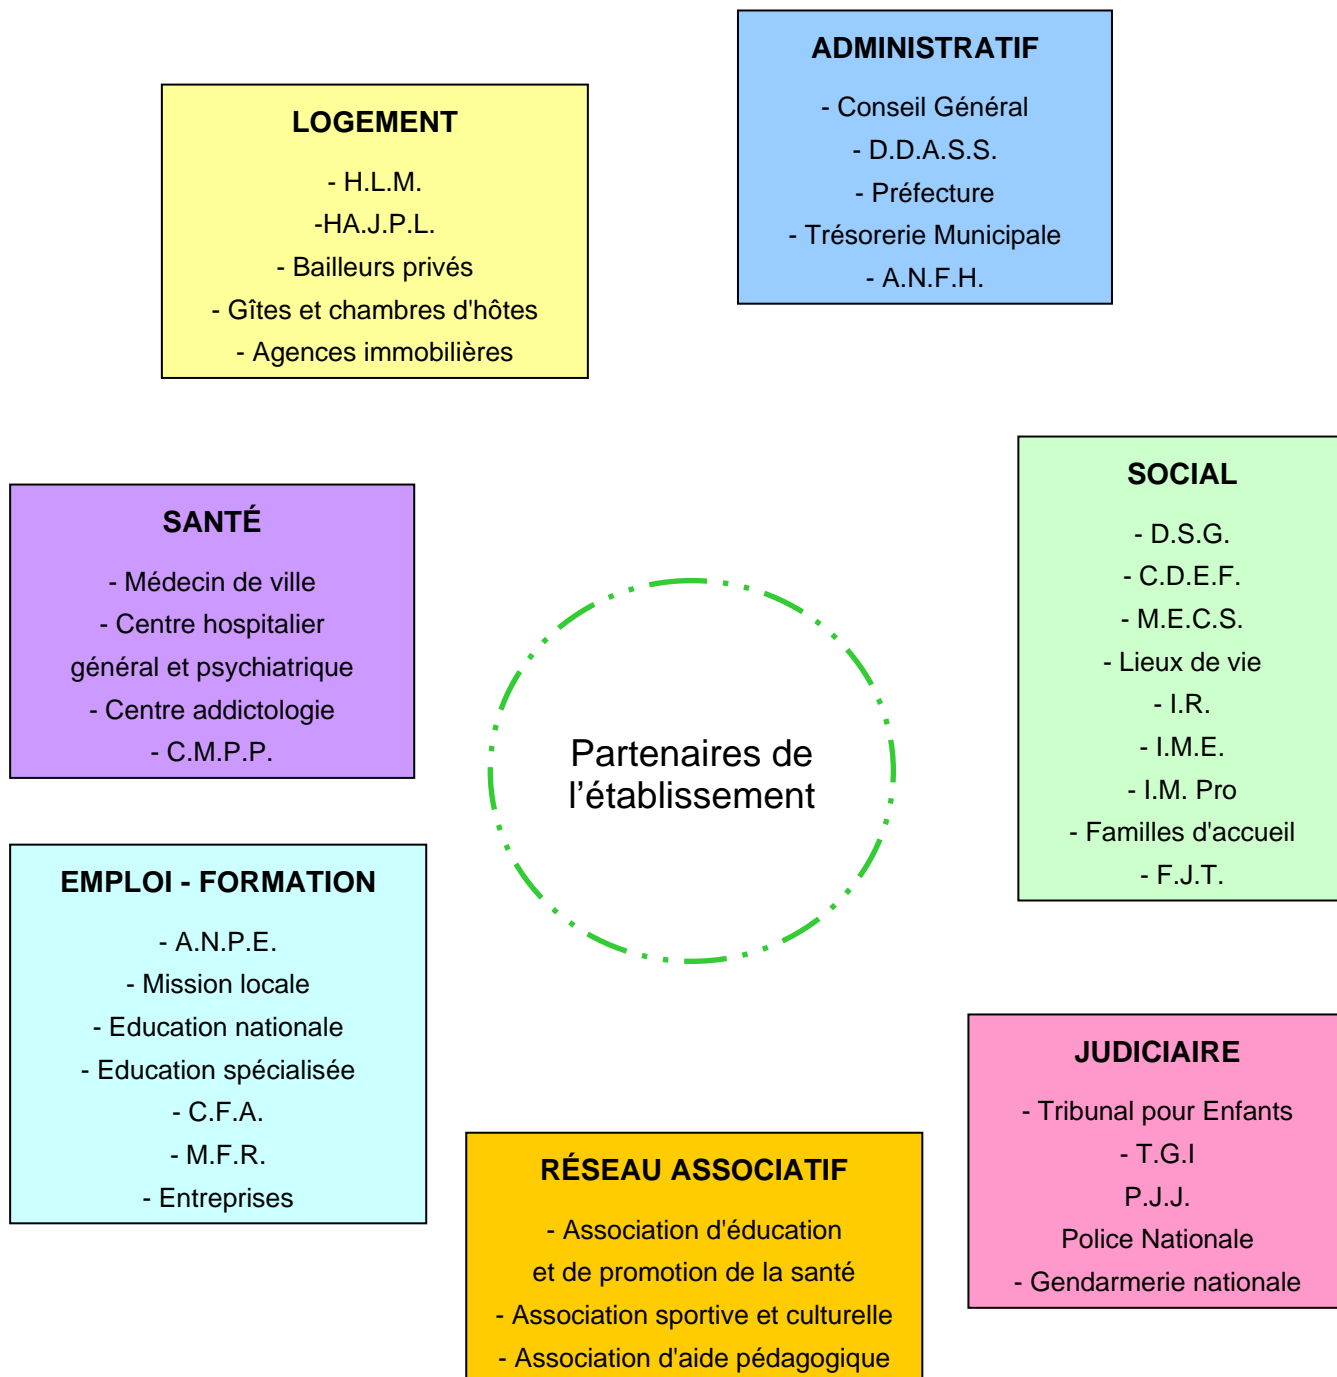 ADMINISTRATIF
- Conseil Général
- D.D.A.S.S.
- Préfecture
- Trésorerie Municipale
- A.N.F.H.
LOGEMENT
- H.L.M.
-HA.J.P.L.
- Bailleurs privés
- Gîtes et chambres d'hôtes
- Agences immobilières
SOCIAL
- D.S.G.
- C.D.E.F.
- M.E.C.S.
- Lieux de vie
- I.R.
- I.M.E.
- I.M. Pro
- Familles d'accueil
- F.J.T.
SANTÉ
- Médecin de ville
- Centre hospitalier
général et psychiatrique
- Centre addictologie
- C.M.P.P.
Partenaires de
l’établissement
EMPLOI - FORMATION
- A.N.P.E.
- Mission locale
- Education nationale
- Education spécialisée
- C.F.A.
- M.F.R.
- Entreprises
JUDICIAIRE
- Tribunal pour Enfants
- T.G.I
P.J.J.
Police Nationale
- Gendarmerie nationale
RÉSEAU ASSOCIATIF
- Association d'éducation
et de promotion de la santé
- Association sportive et culturelle
- Association d'aide pédagogique